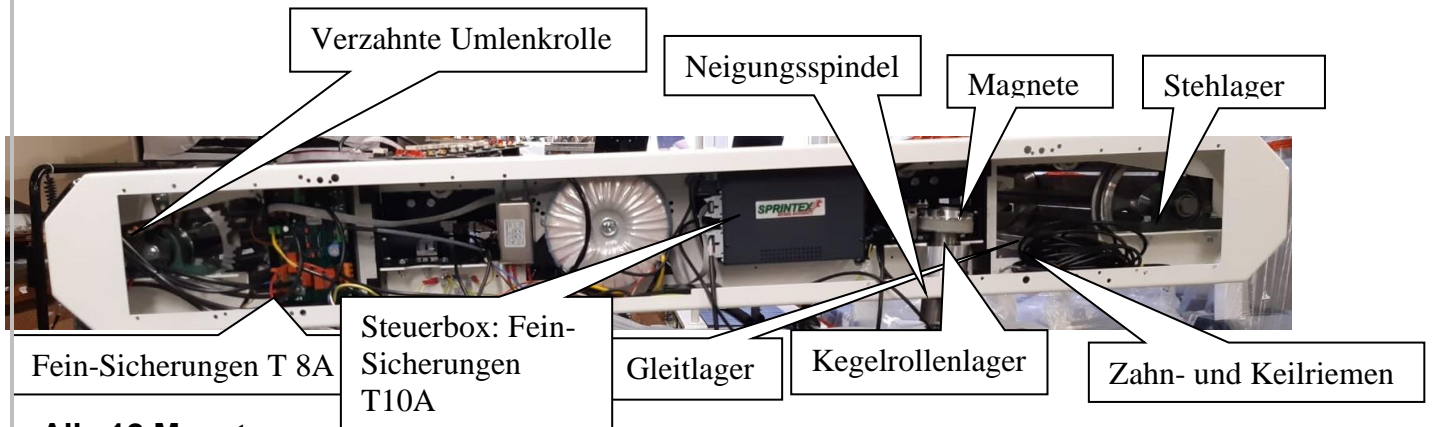 Verzahnte Umlenkrolle
Neigungsspindel
Magnete
Stehlager
SPRINTEX
Fein-Sicherungen T 8A
Steuerbox: Fein-
Sicherungen
T10A
Gleitlager
Kegelrollenlager
Zahn- und Keilriemen